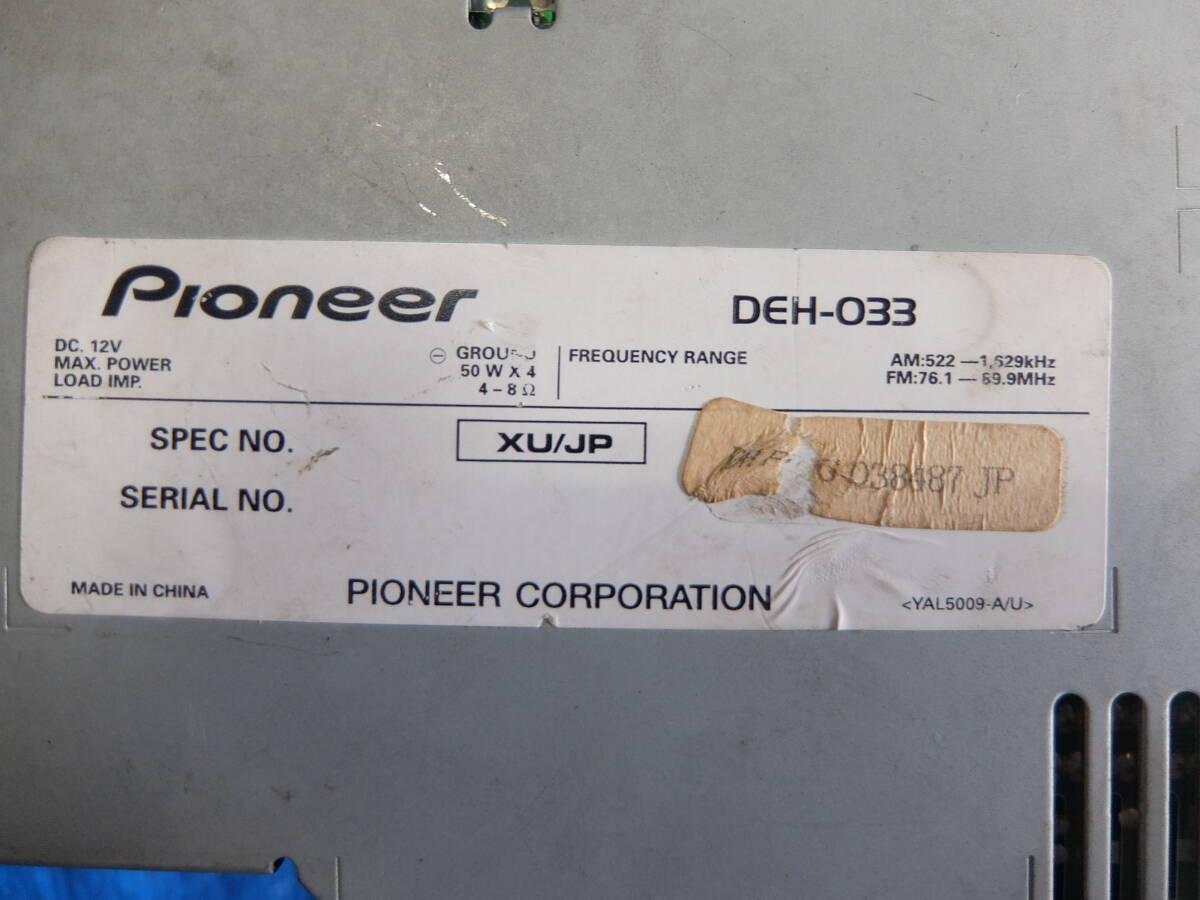 Pioneer DEH-033
DC. 12V ⊖ GROUND FREQUENCY RANGE AM:522 — 1,629kHz
MAX. POWER 50 W X 4 FM:76.1 — 89.9MHz
LOAD IMP. 4 – 8 Ω
SPEC NO. XU/JP
038487 JP
SERIAL NO.
MADE IN CHINA PIONEER CORPORATION <YAL5009-A/U>